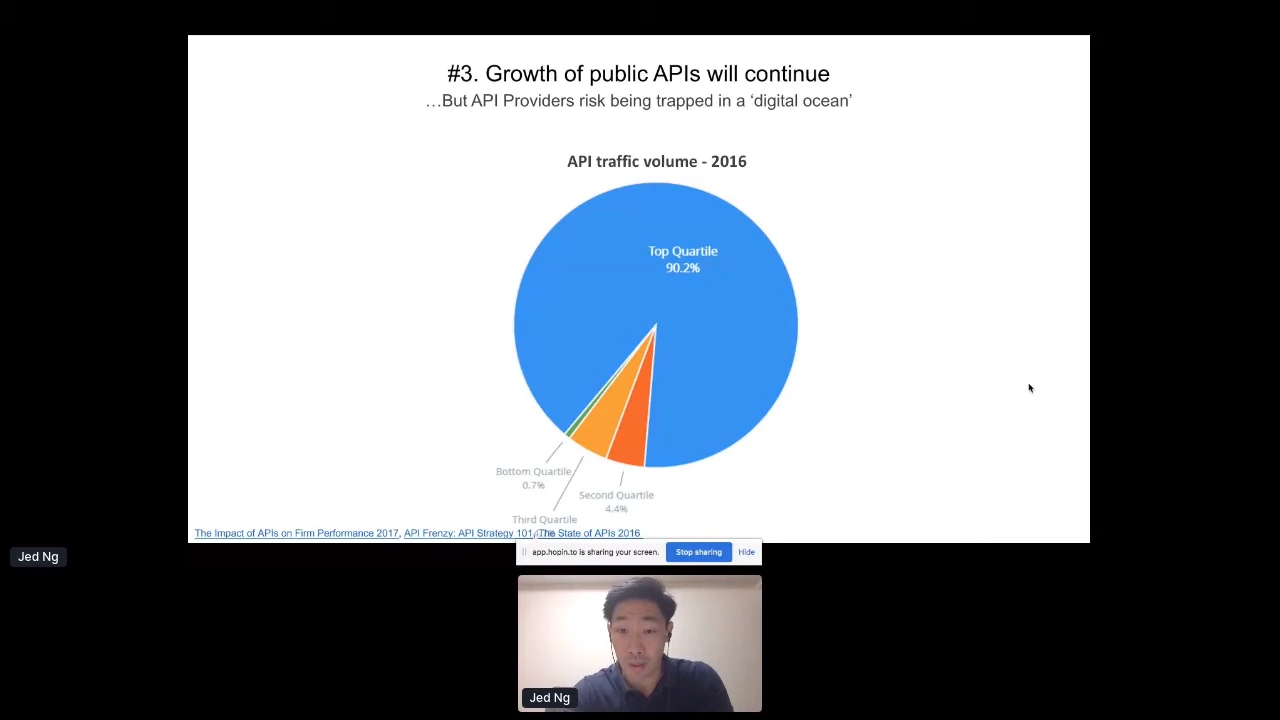 #3. Growth of public APIs will continue
…But API Providers risk being trapped in a ‘digital ocean’
API traffic volume - 2016
Top Quartile
90.2%
Bottom Quartile
0.7%
Second Quartile
4.4%
Third Quartile
The Impact of APIs on Firm Performance 2017, API Frenzy: API Strategy 101, The State of APIs 2016
app.hopin.to is sharing your screen. Stop sharing Hide
Jed Ng
Jed Ng